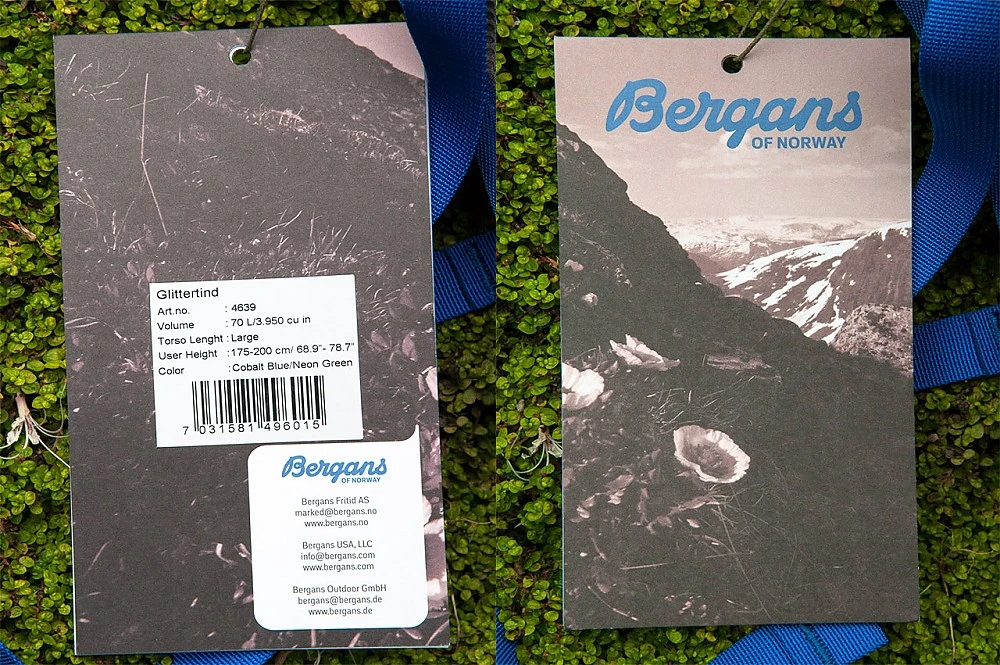 Glittertind
Art.no. : 4639
Volume : 70 L/3.950 cu in
Torso Lenght : Large
User Height : 175-200 cm/ 68.9"- 78.7"
Color : Cobalt Blue/Neon Green
7 031581 496015
Bergans
OF NORWAY
Bergans Fritid AS
marked@bergans.no
www.bergans.no
Bergans USA, LLC
info@bergans.com
www.bergans.com
Bergans Outdoor GmbH
bergans@bergans.de
www.bergans.de
Bergans
OF NORWAY